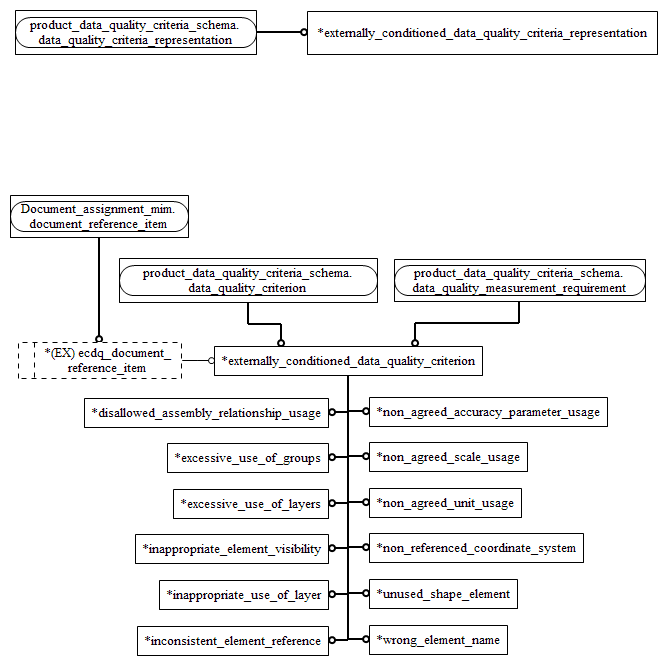 product_data_quality_criteria_schema.
data_quality_criteria_representation
*externally_conditioned_data_quality_criteria_representation
Document_assignment_mim.
document_reference_item
product_data_quality_criteria_schema.
data_quality_criterion
product_data_quality_criteria_schema.
data_quality_measurement_requirement
*(EX) ecdq_document_
reference_item
*externally_conditioned_data_quality_criterion
*disallowed_assembly_relationship_usage
*non_agreed_accuracy_parameter_usage
*excessive_use_of_groups
*non_agreed_scale_usage
*excessive_use_of_layers
*non_agreed_unit_usage
*inappropriate_element_visibility
*non_referenced_coordinate_system
*inappropriate_use_of_layer
*unused_shape_element
*inconsistent_element_reference
*wrong_element_name